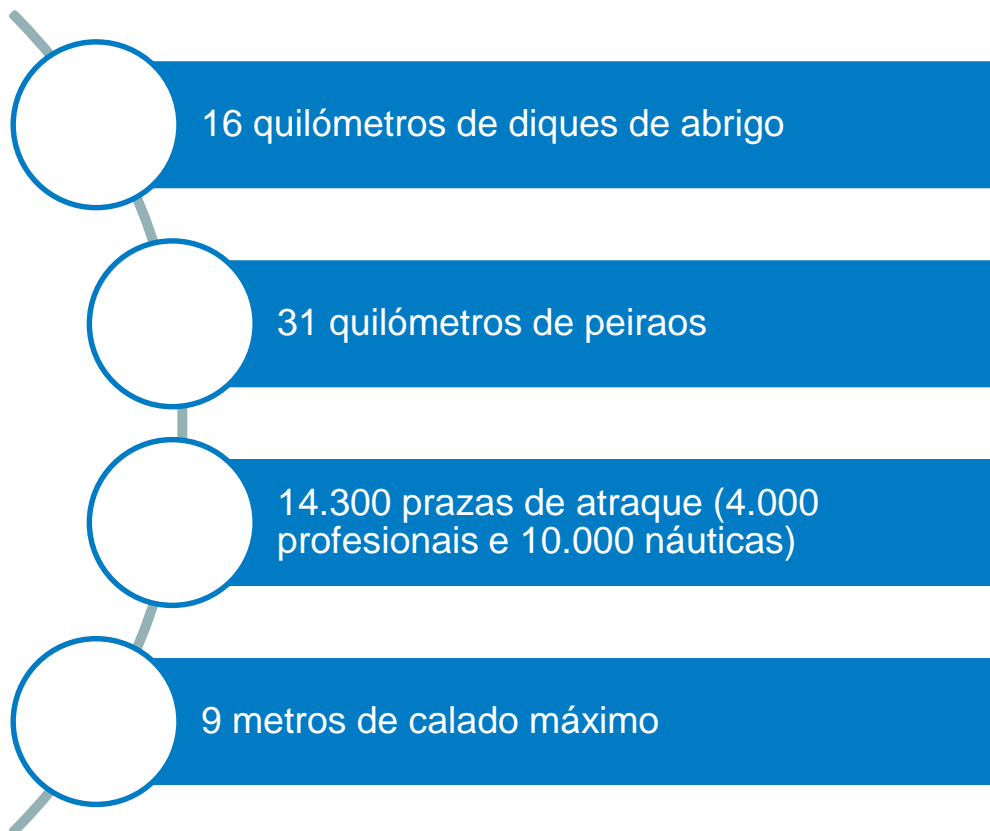 16 quilómetros de diques de abrigo
31 quilómetros de peiraos
14.300 prazas de atraque (4.000
profesionais e 10.000 náuticas)
9 metros de calado máximo